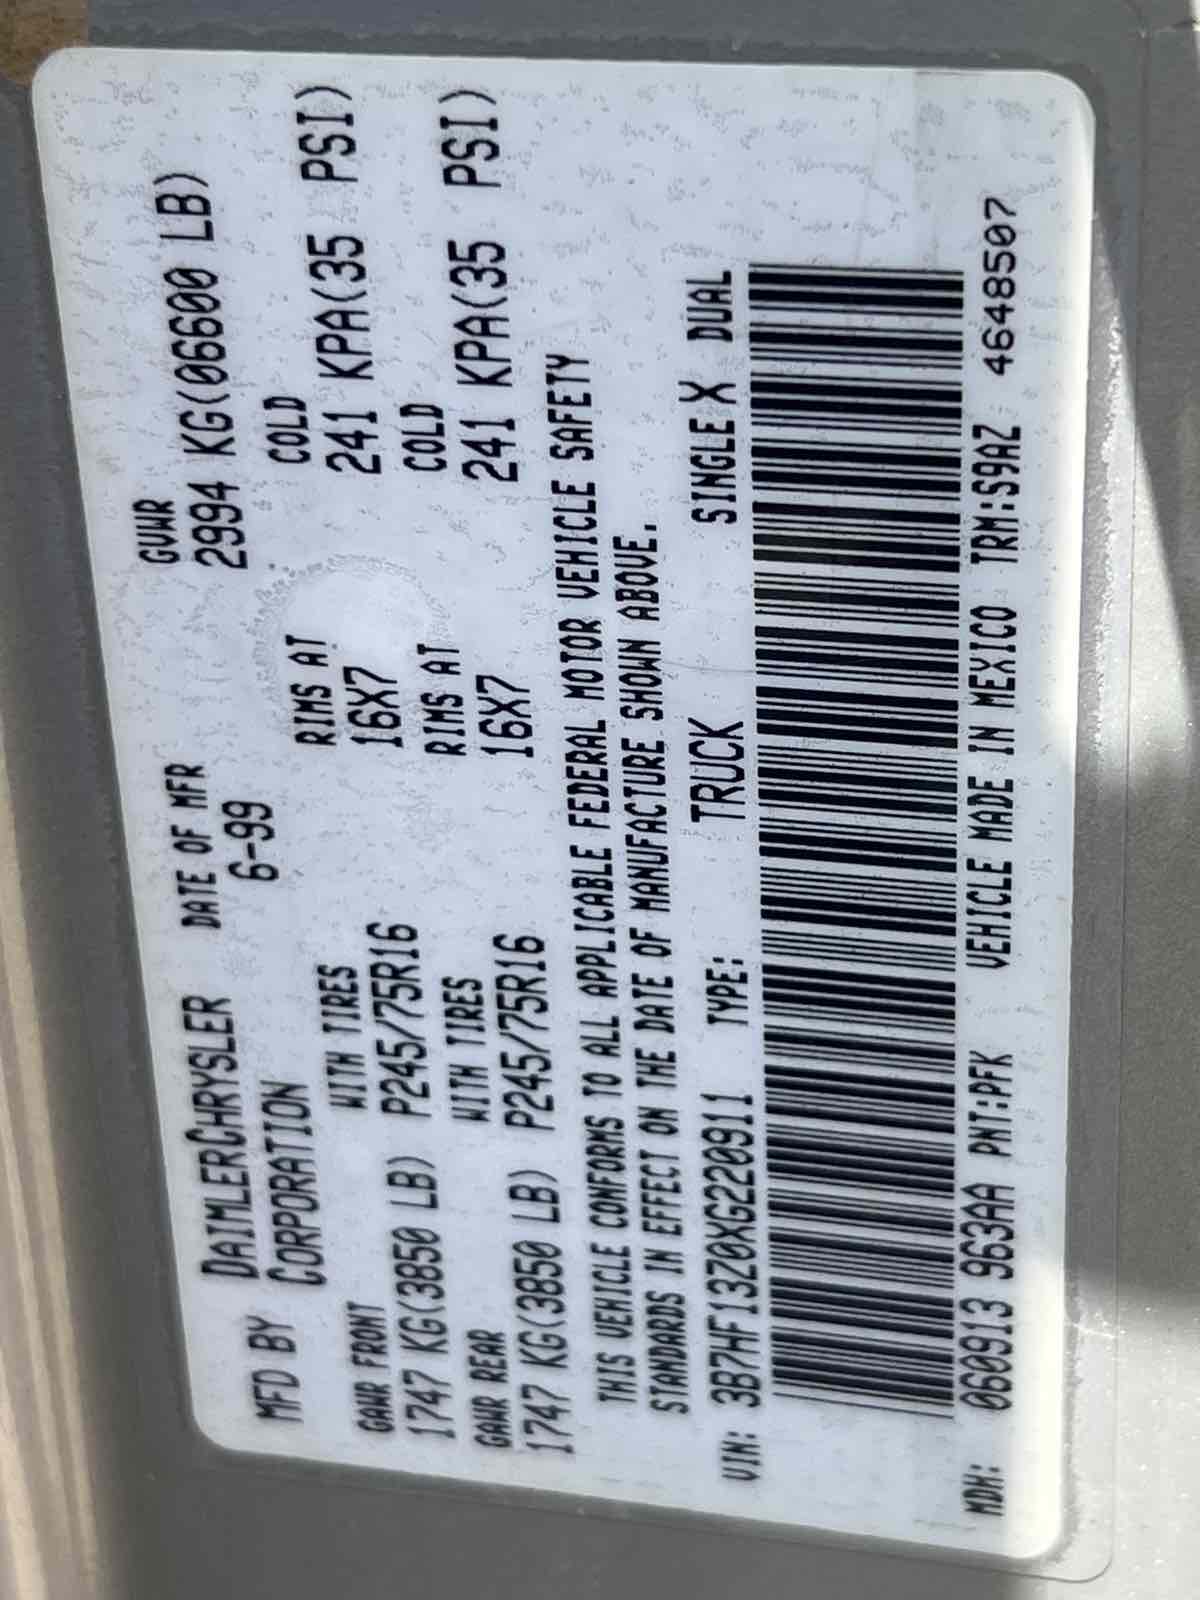 MFD BY DAIMLERCHRYSLER DATE OF MFR GVWR
CORPORATION 6-99 2994 KG(06600 LB)
GAWR FRONT WITH TIRES RIMS AT COLD
1747 KG(3850 LB) P245/75R16 16X7 241 KPA(35 PSI)
GAWR REAR WITH TIRES RIMS AT COLD
1747 KG(3850 LB) P245/75R16 16X7 241 KPA(35 PSI)
THIS VEHICLE CONFORMS TO ALL APPLICABLE FEDERAL MOTOR VEHICLE SAFETY
STANDARDS IN EFFECT ON THE DATE OF MANUFACTURE SHOWN ABOVE.
VIN: 3B7HF13Z0XG220911 TYPE: TRUCK SINGLE X DUAL
MDH: 060913 963AA PNT:PFK VEHICLE MADE IN MEXICO TRM:S9AZ 4648507